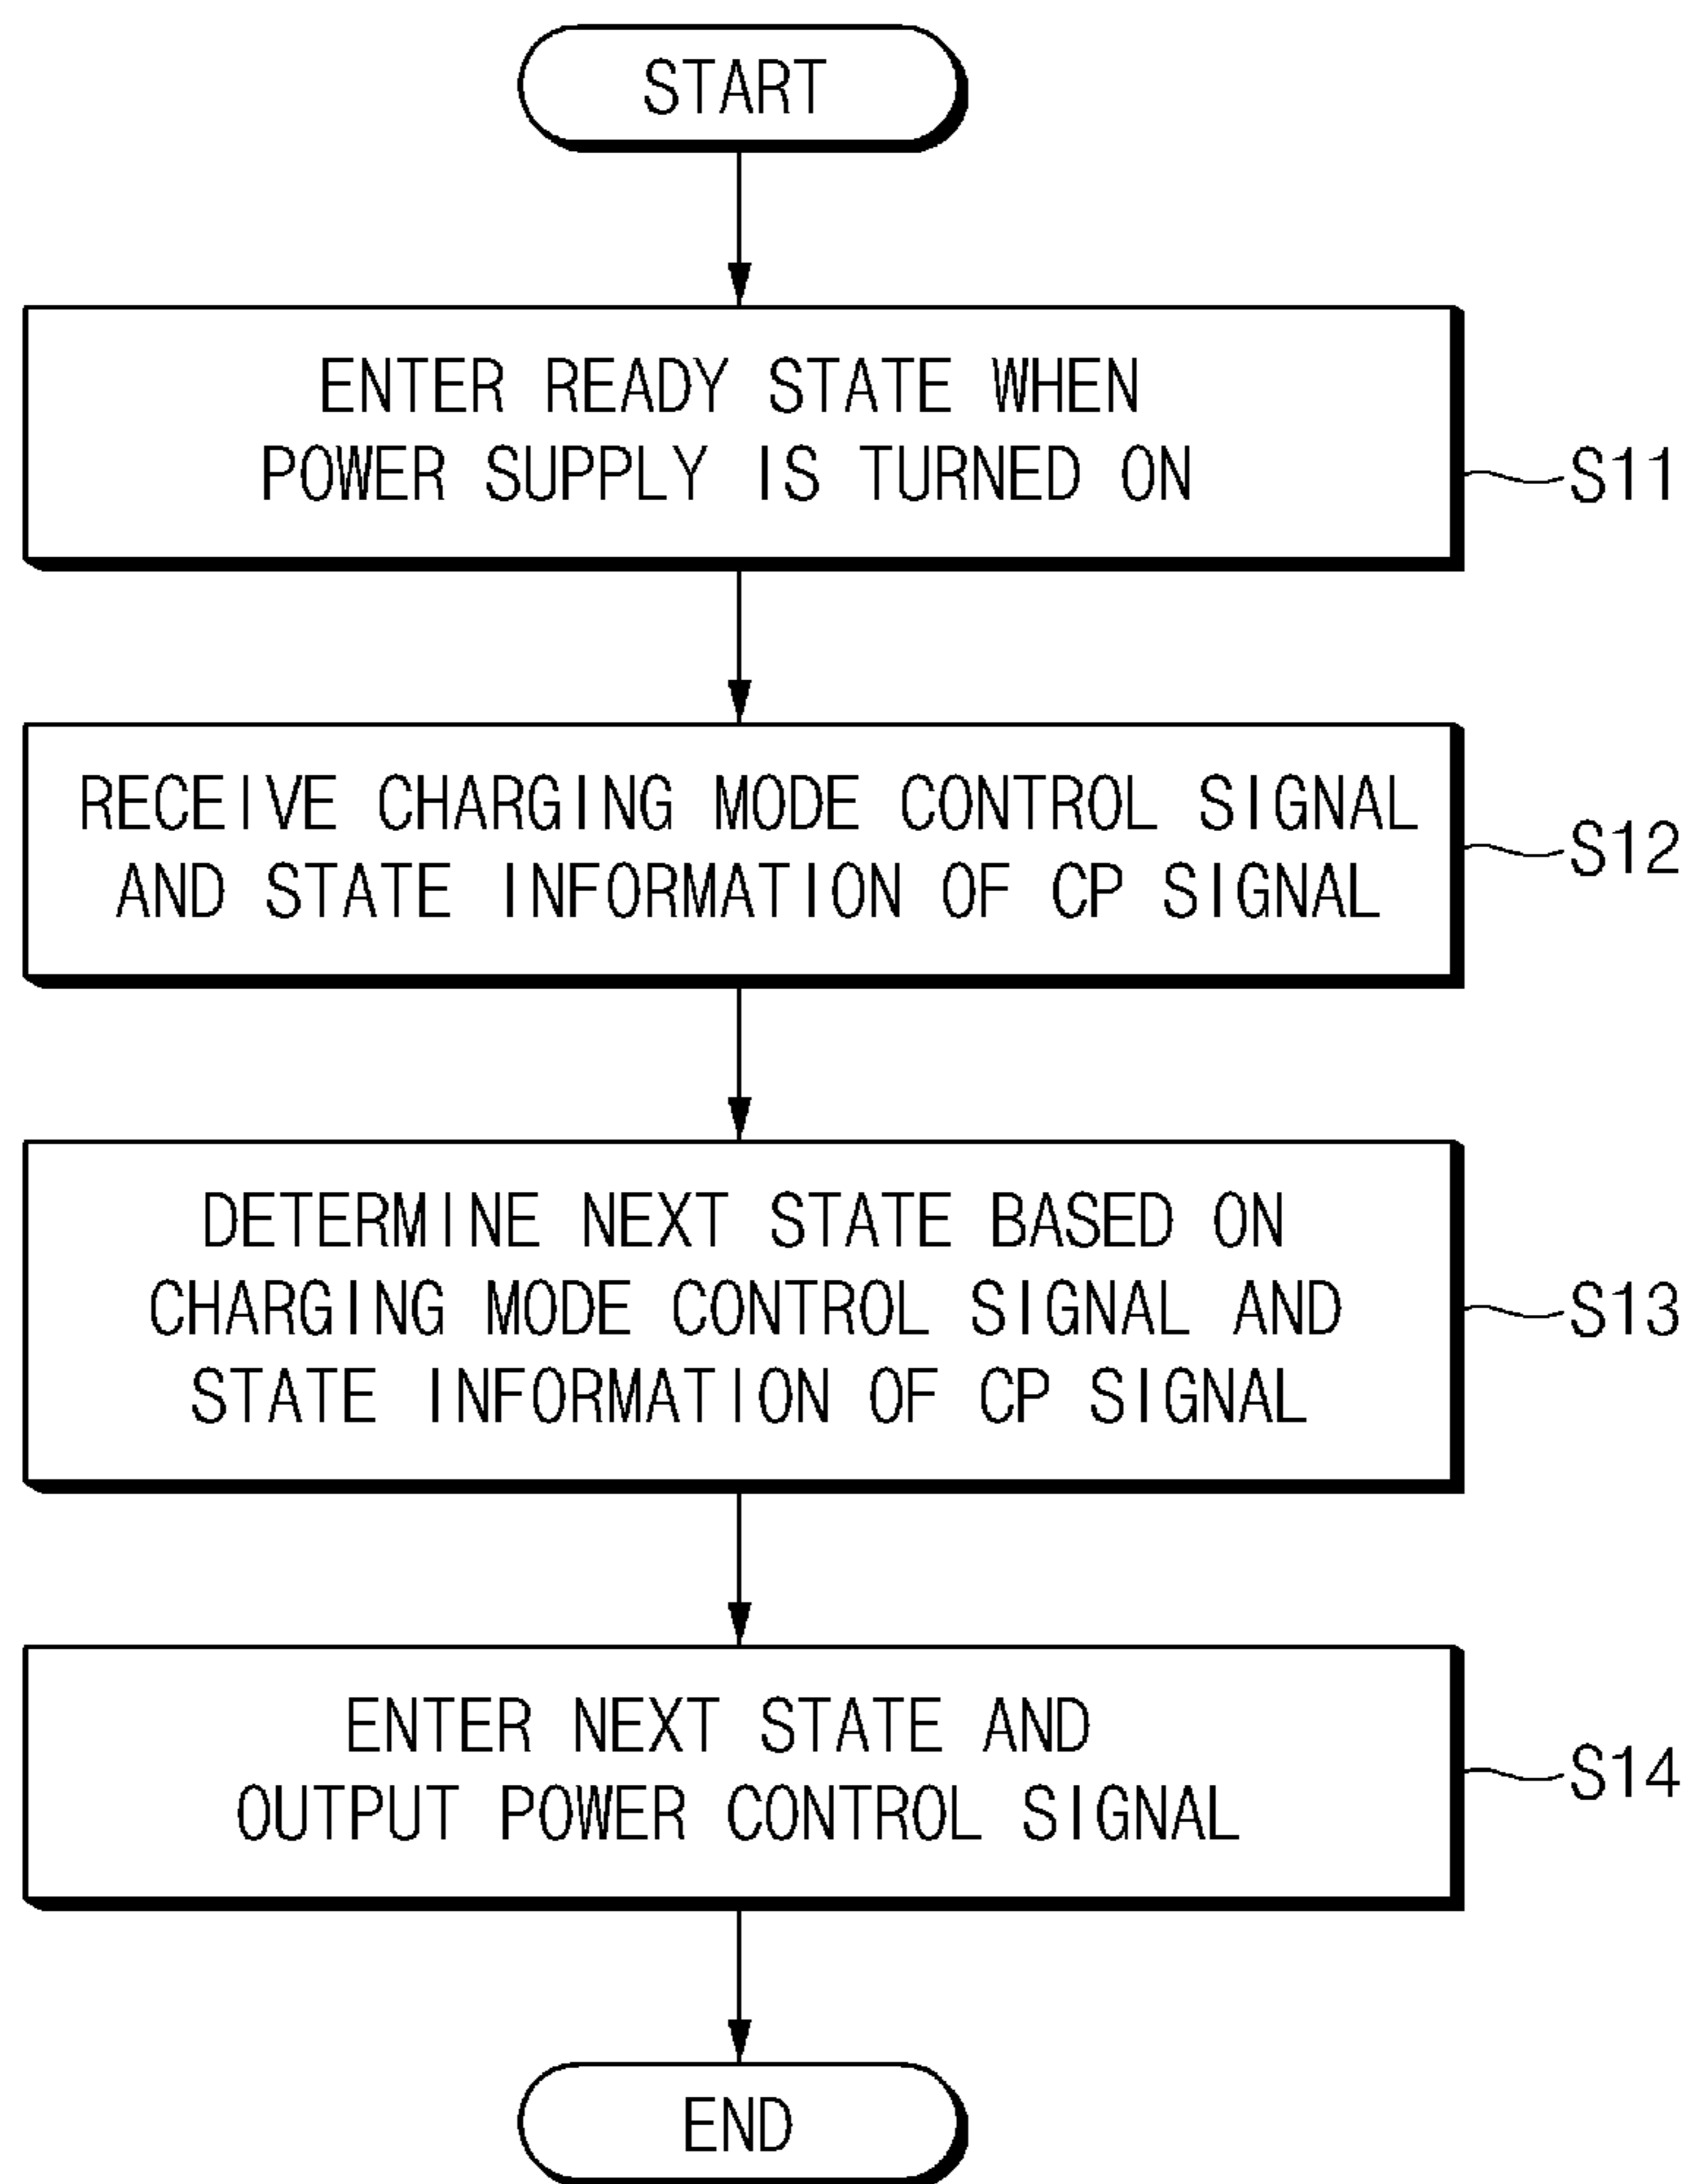 START
ENTER READY STATE WHEN
POWER SUPPLY IS TURNED ON
S11
RECEIVE CHARGING MODE CONTROL SIGNAL
AND STATE INFORMATION OF CP SIGNAL
S12
DETERMINE NEXT STATE BASED ON
CHARGING MODE CONTROL SIGNAL AND
STATE INFORMATION OF CP SIGNAL
S13
ENTER NEXT STATE AND
OUTPUT POWER CONTROL SIGNAL
S14
END